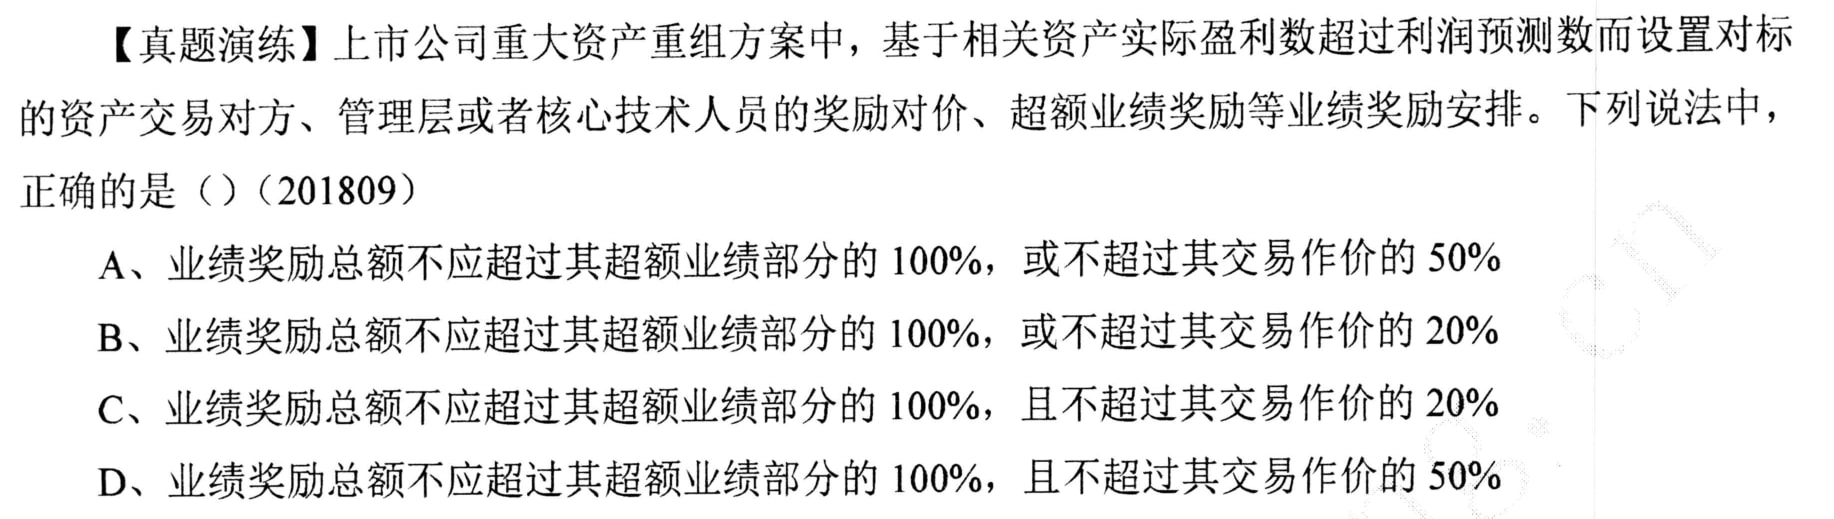 【真题演练】上市公司重大资产重组方案中，基于相关资产实际盈利数超过利润预测数而设置对标
的资产交易对方、管理层或者核心技术人员的奖励对价、超额业绩奖励等业绩奖励安排。下列说法中，
正确的是（）（201809）
A、业绩奖励总额不应超过其超额业绩部分的 100%，或不超过其交易作价的 50%
B、业绩奖励总额不应超过其超额业绩部分的 100%，或不超过其交易作价的 20%
C、业绩奖励总额不应超过其超额业绩部分的 100%，且不超过其交易作价的 20%
D、业绩奖励总额不应超过其超额业绩部分的 100%，且不超过其交易作价的 50%